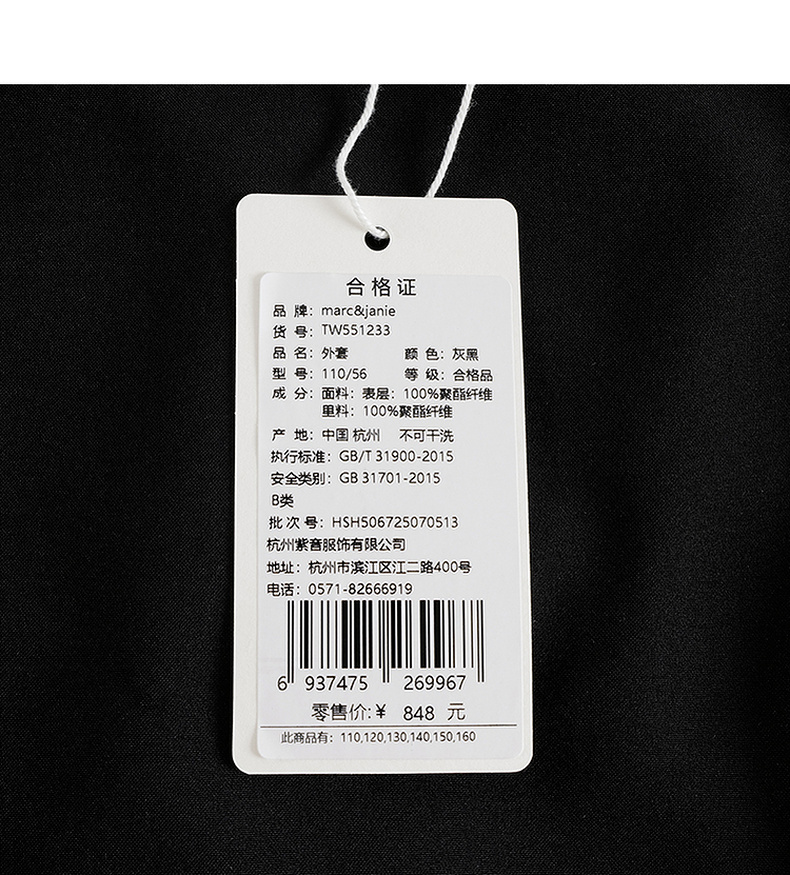 合格证
品 牌：marc&janie
货 号：TW551233
品 名：外套 颜 色：灰黑
型 号：110/56 等 级：合格品
成 分：面料：表层：100%聚酯纤维
里料：100%聚酯纤维
产 地：中国 杭州 不可干洗
执行标准：GB/T 31900-2015
安全类别：GB 31701-2015
B类
批 次 号：HSH506725070513
杭州紫音服饰有限公司
地址：杭州市滨江区江二路400号
电话：0571-82666919
6 937475 269967
零售价:¥ 848 元
此商品有：110,120,130,140,150,160